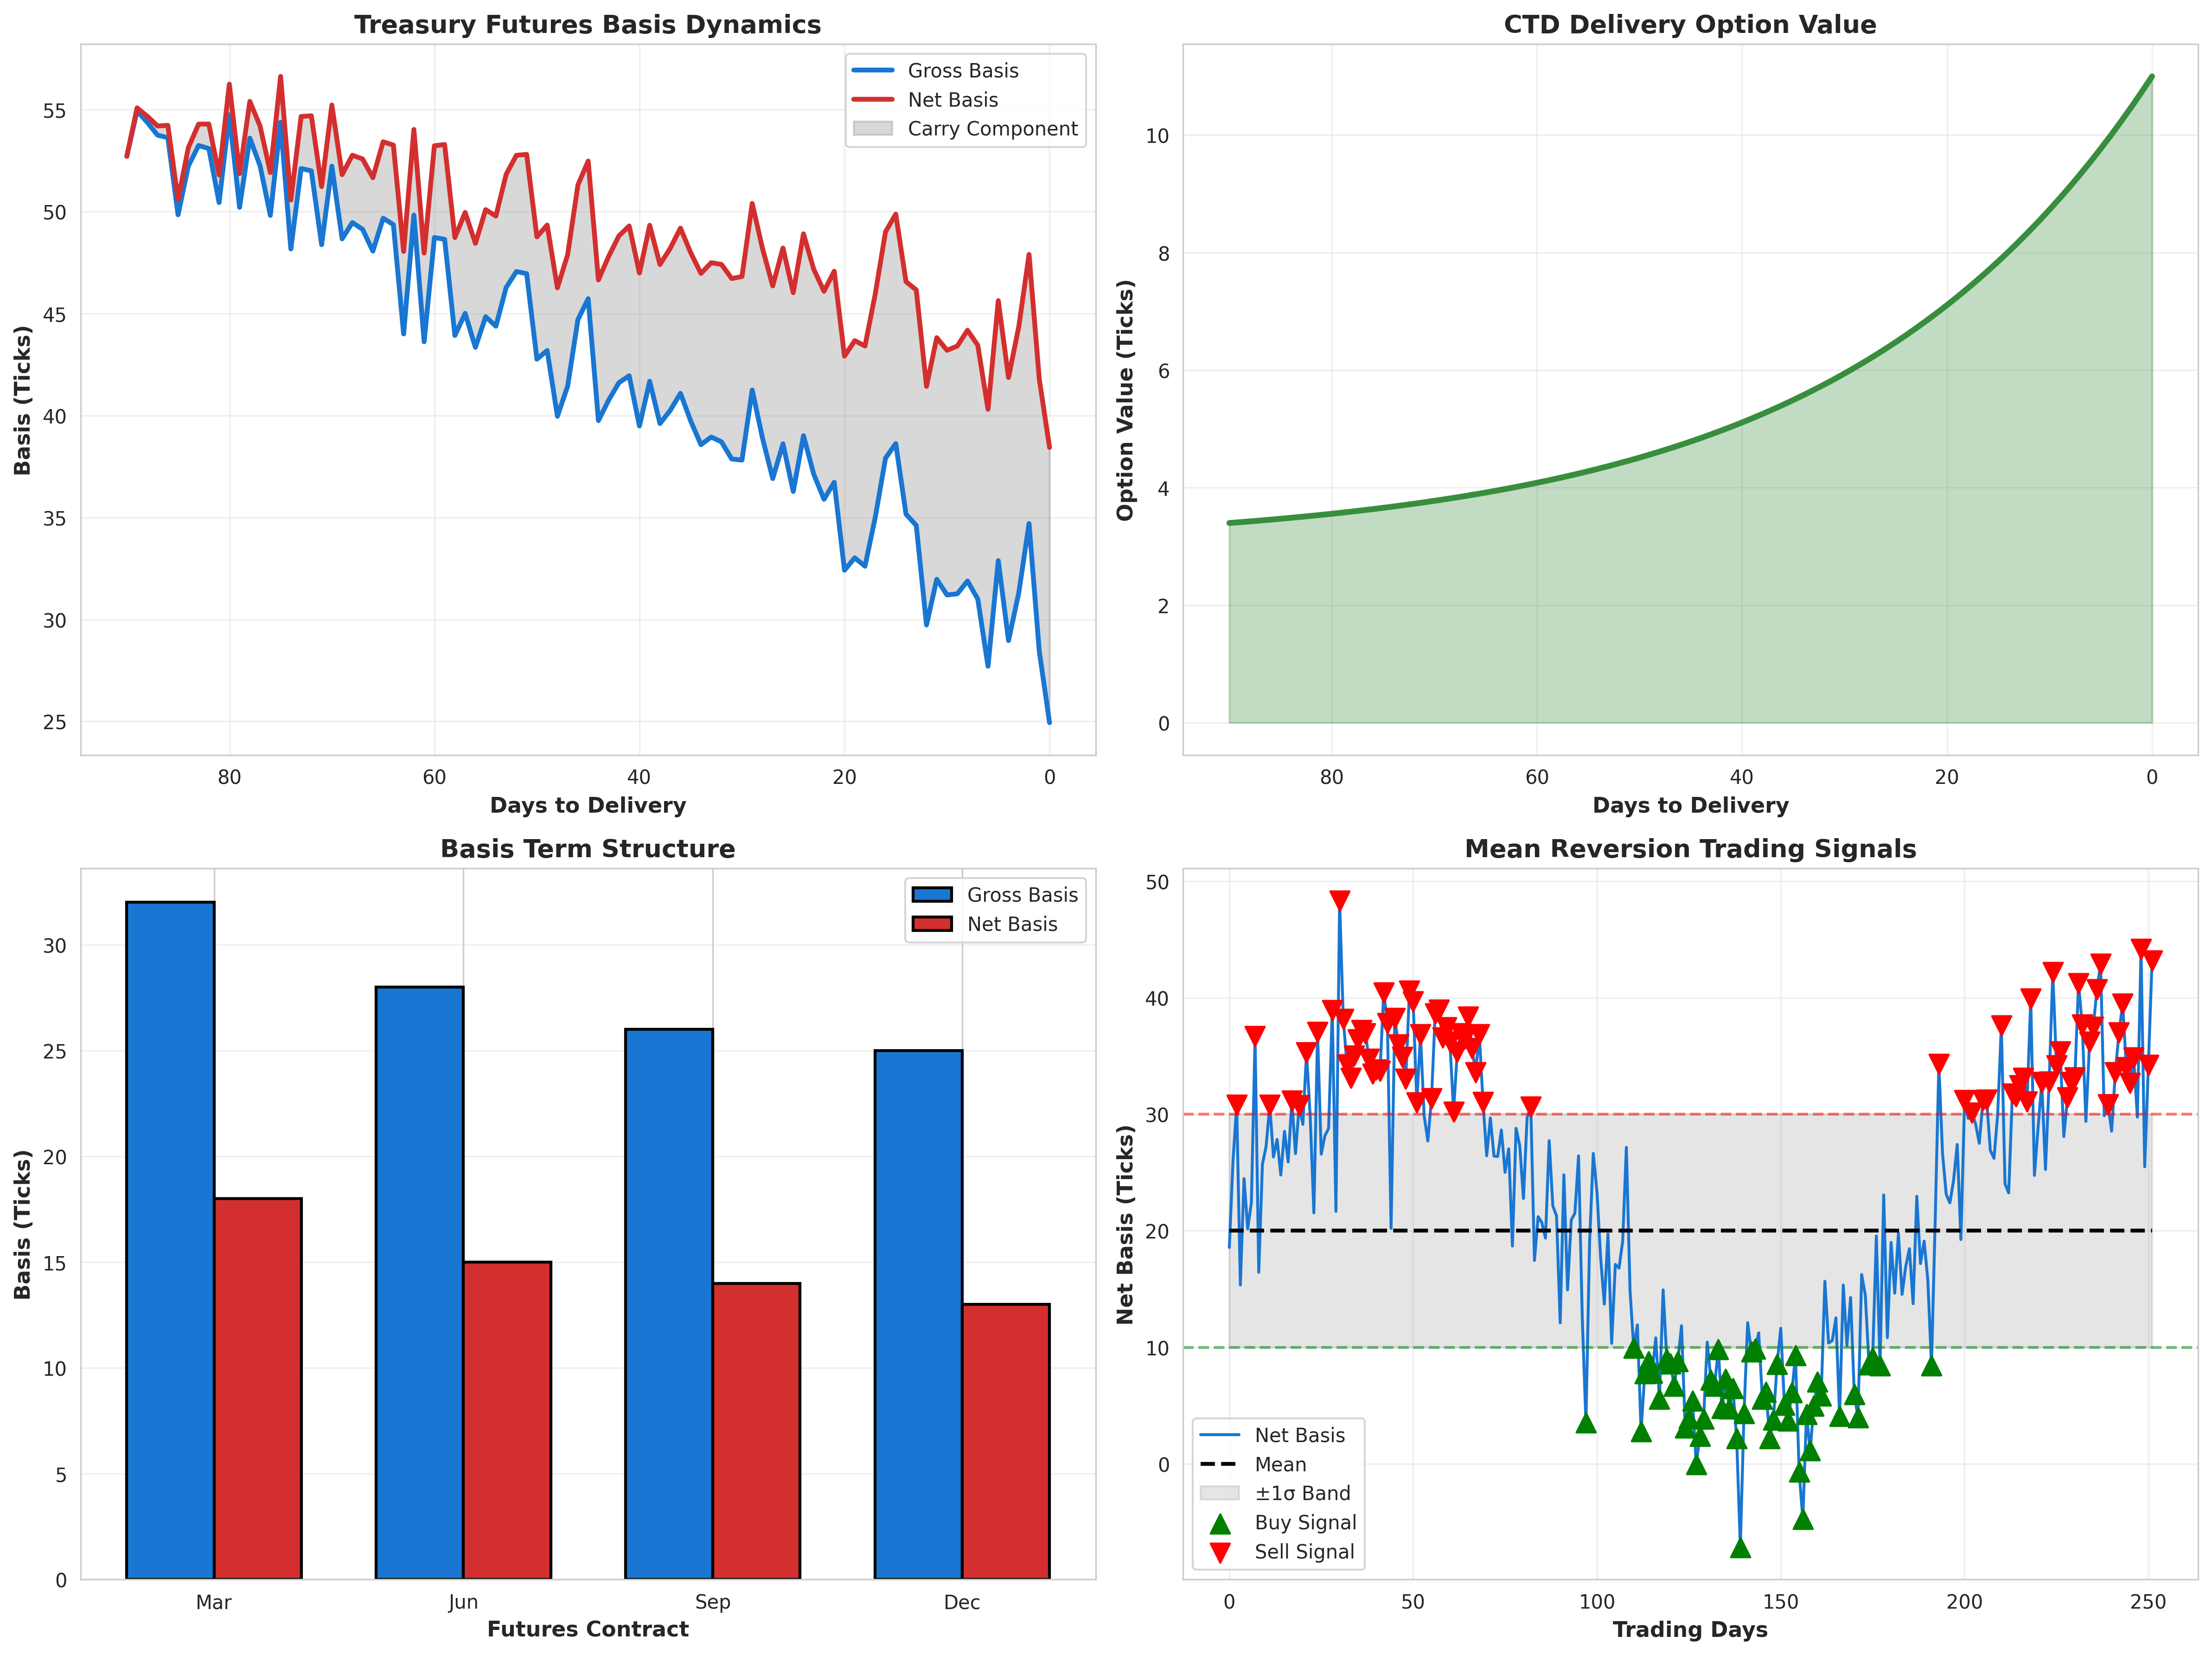 Treasury Futures Basis Dynamics
Gross Basis
Net Basis
Carry Component
Basis (Ticks)
55
50
45
40
35
30
25
80
60
40
20
0
Days to Delivery
CTD Delivery Option Value
Option Value (Ticks)
10
8
6
4
2
0
80
60
40
20
0
Days to Delivery
Basis Term Structure
Gross Basis
Net Basis
Basis (Ticks)
30
25
20
15
10
5
0
Mar
Jun
Sep
Dec
Futures Contract
Mean Reversion Trading Signals
Net Basis (Ticks)
50
40
30
20
10
0
Net Basis
Mean
±1σ Band
Buy Signal
Sell Signal
0
50
100
150
200
250
Trading Days